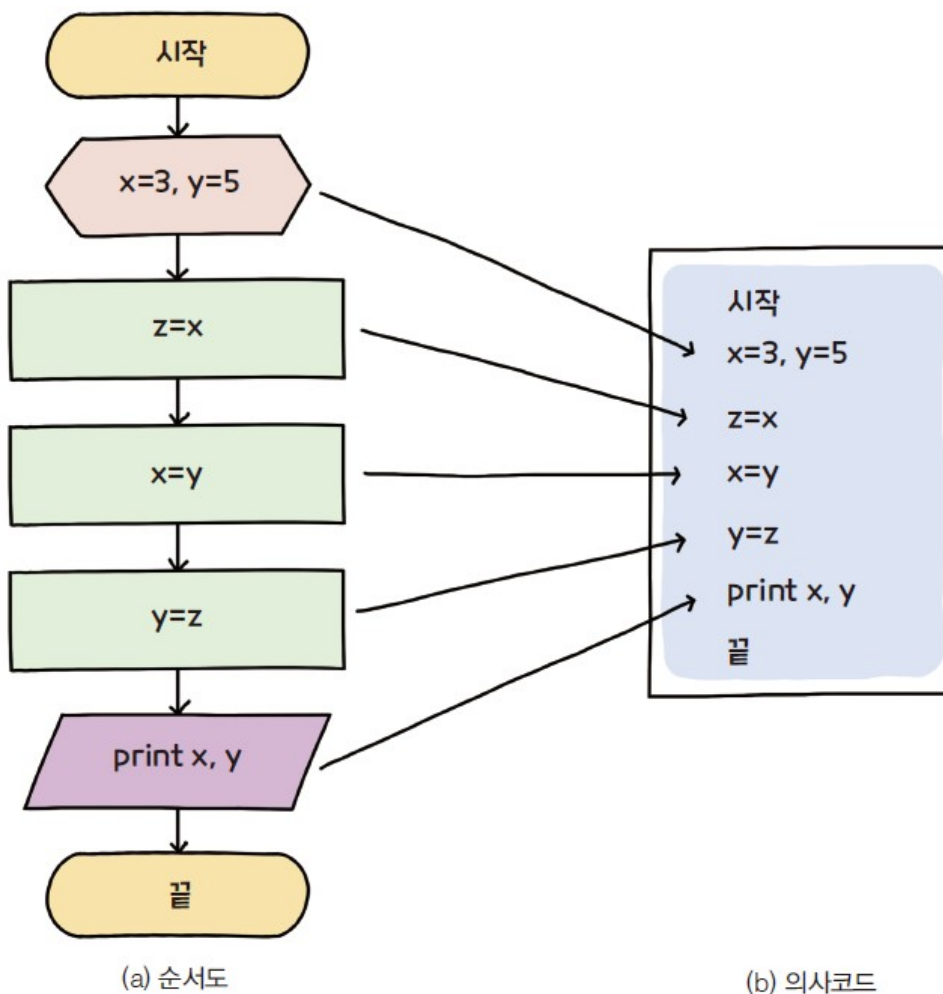 시작
x=3, y=5
z=x
x=y
y=z
print x, y
끝
(a) 순서도
시작
x=3, y=5
z=x
x=y
y=z
print x, y
끝
(b) 의사코드